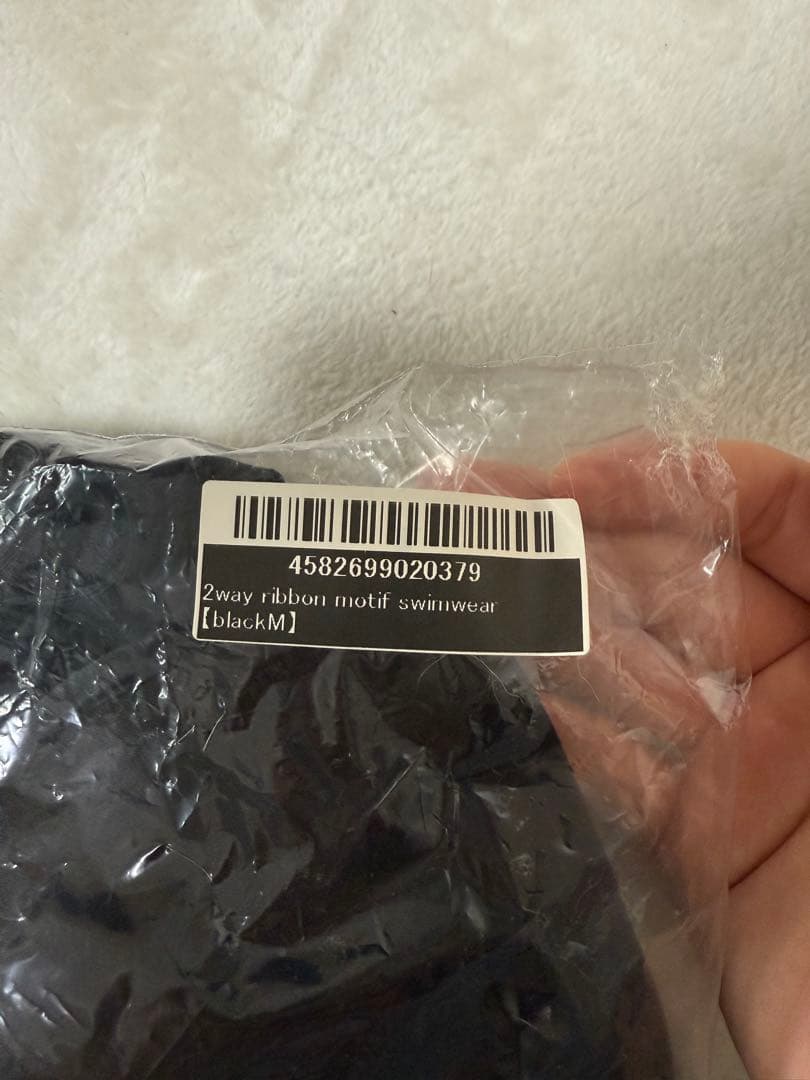 4582699020379
2way ribbon motif swimwear
【blackM】